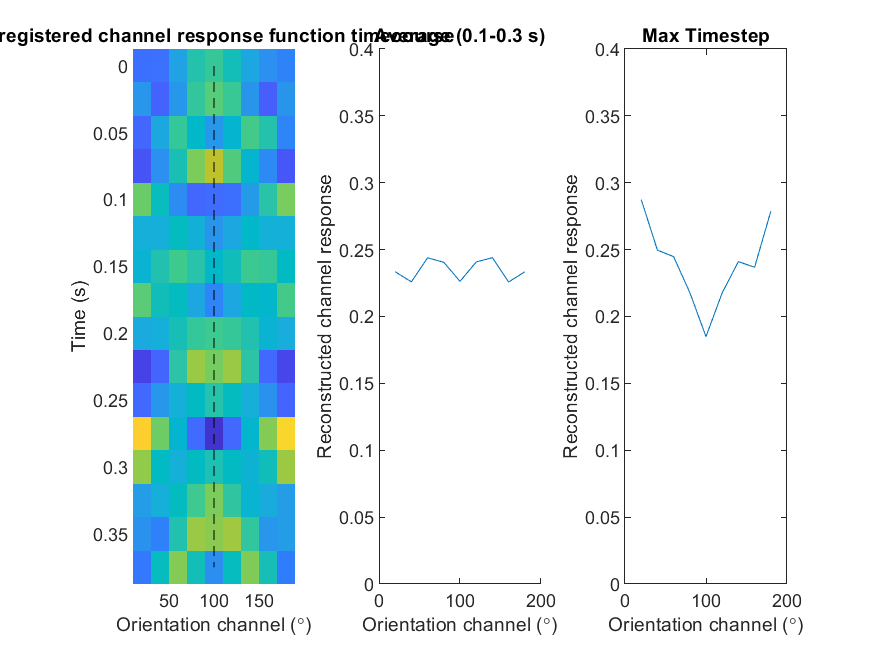 registered channel response function timecourse
Average (0.1-0.3 s)
Max Timestep
0
0.05
0.1
0.15
0.2
0.25
0.3
0.35
Time (s)
50 100 150
Orientation channel (°)
0.4
0.35
0.3
0.25
0.2
0.15
0.1
0.05
0
Reconstructed channel response
0 100 200
Orientation channel (°)
0.4
0.35
0.3
0.25
0.2
0.15
0.1
0.05
0
Reconstructed channel response
0 100 200
Orientation channel (°)